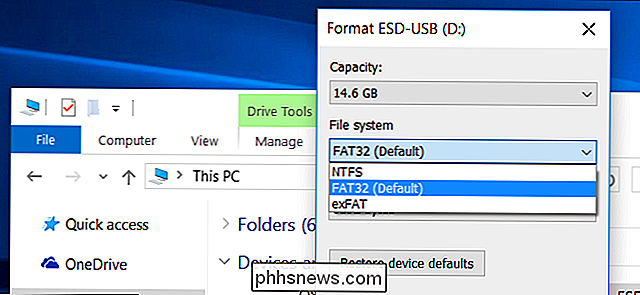 Format ESD-USB (D:)
Capacity:
14.6 GB
File system
FAT32 (Default)
NTFS
FAT32 (Default)
exFAT
Restore device defaults
Drive Tools
File
Computer
View
Manage
This PC
Quick access
Folders (6
OneDrive
Devices an
phhsnews.com